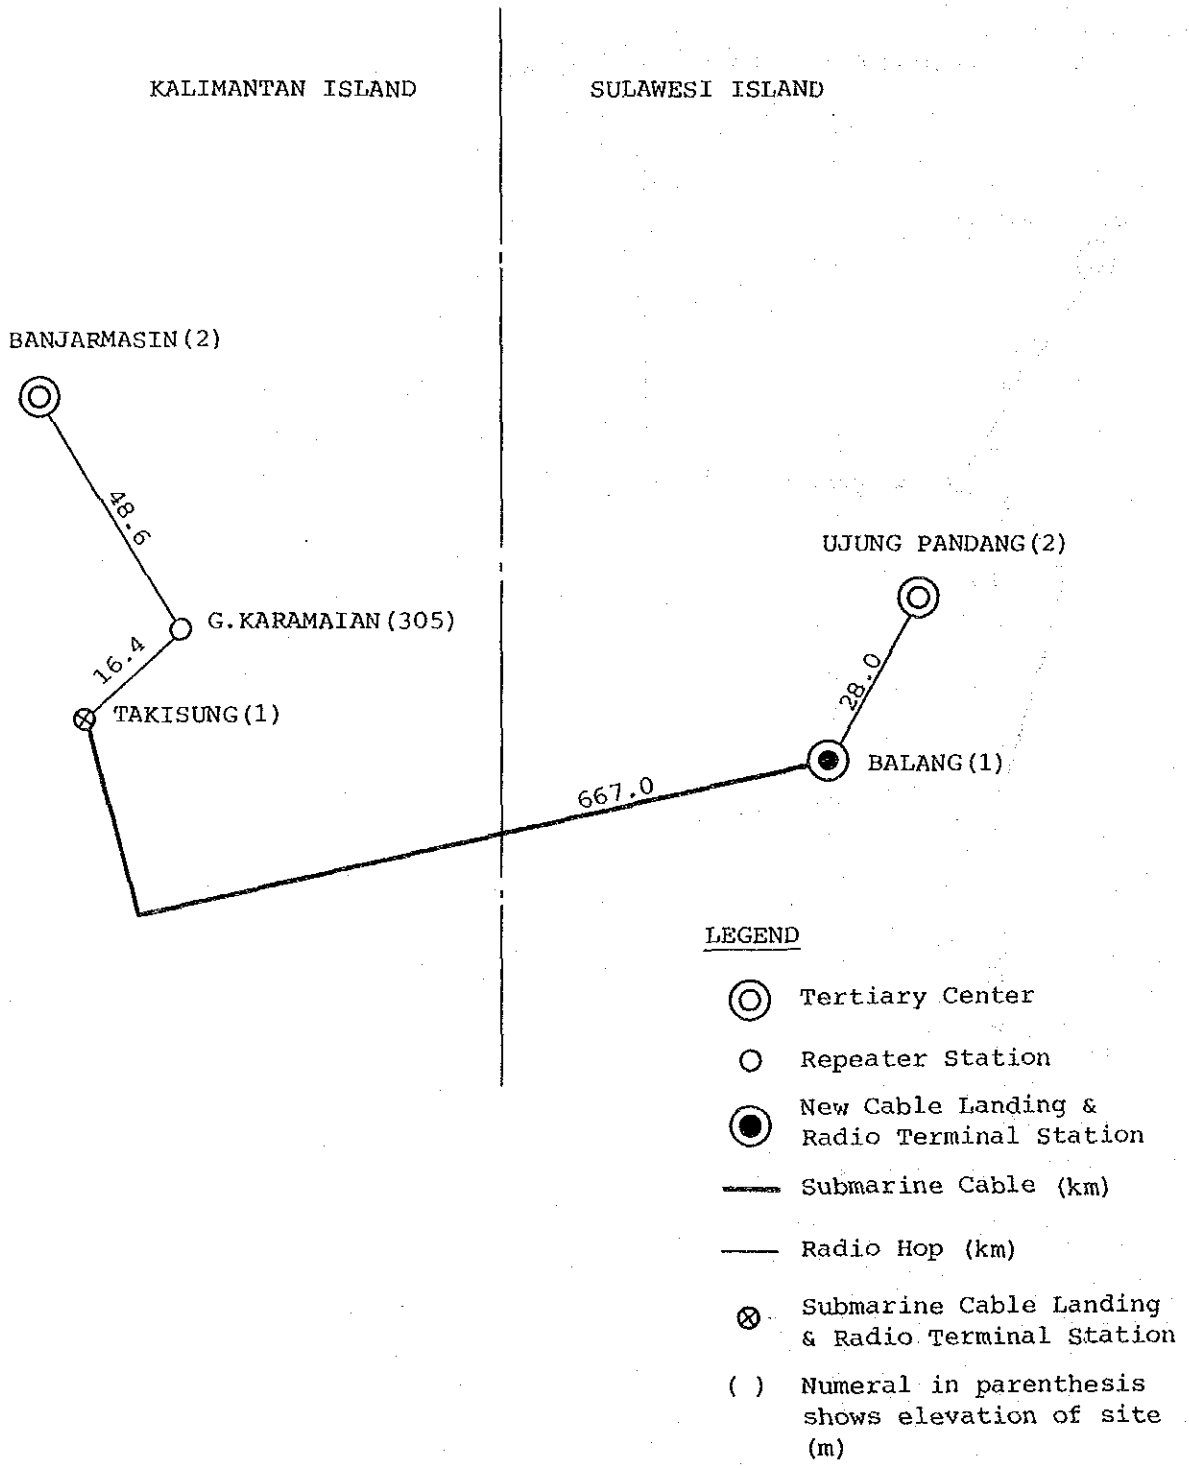 KALIMANTAN ISLAND
SULAWESI ISLAND
BANJARMASIN(2)
48.6
UJUNG PANDANG(2)
G.KARAMAIAN(305)
16.4
28.0
TAKISUNG(1)
BALANG(1)
667.0
LEGEND
Tertiary Center
Repeater Station
New Cable Landing &
Radio Terminal Station
Submarine Cable (km)
Radio Hop (km)
Submarine Cable Landing
& Radio Terminal Station
( ) Numeral in parenthesis
shows elevation of site
(m)